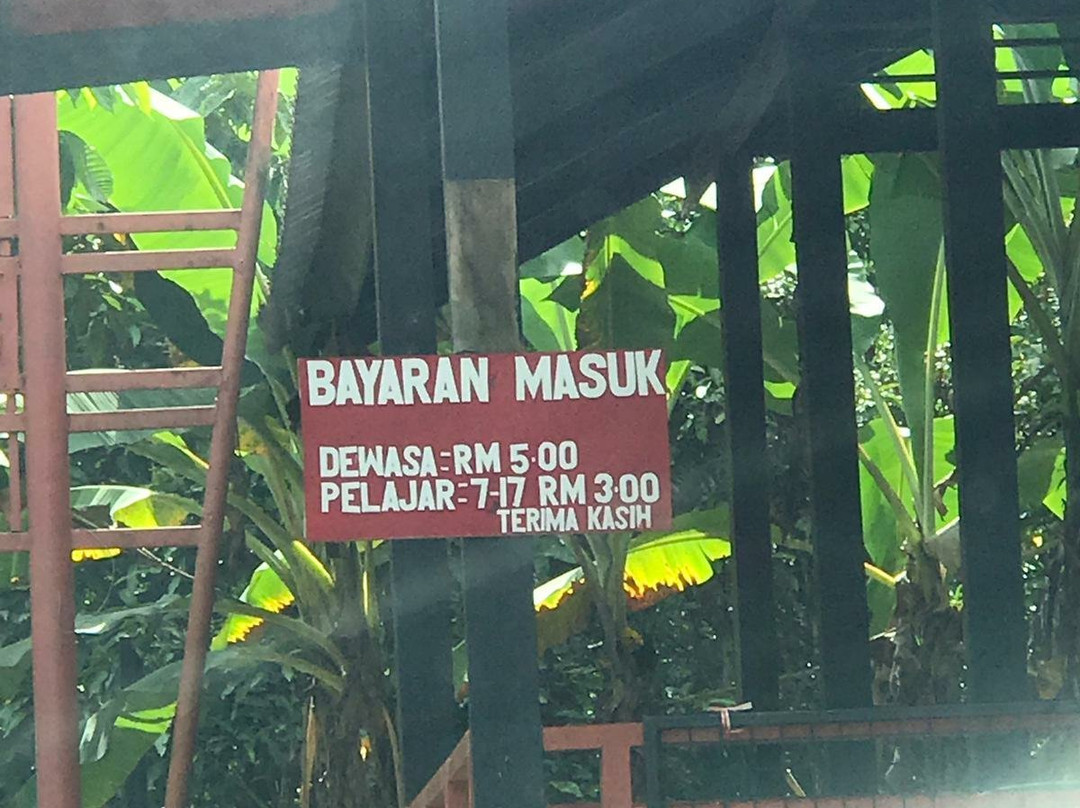 BAYARAN MASUK
DEWASA=RM 5.00
PELAJAR=7-17 RM 3.00
TERIMA KASIH